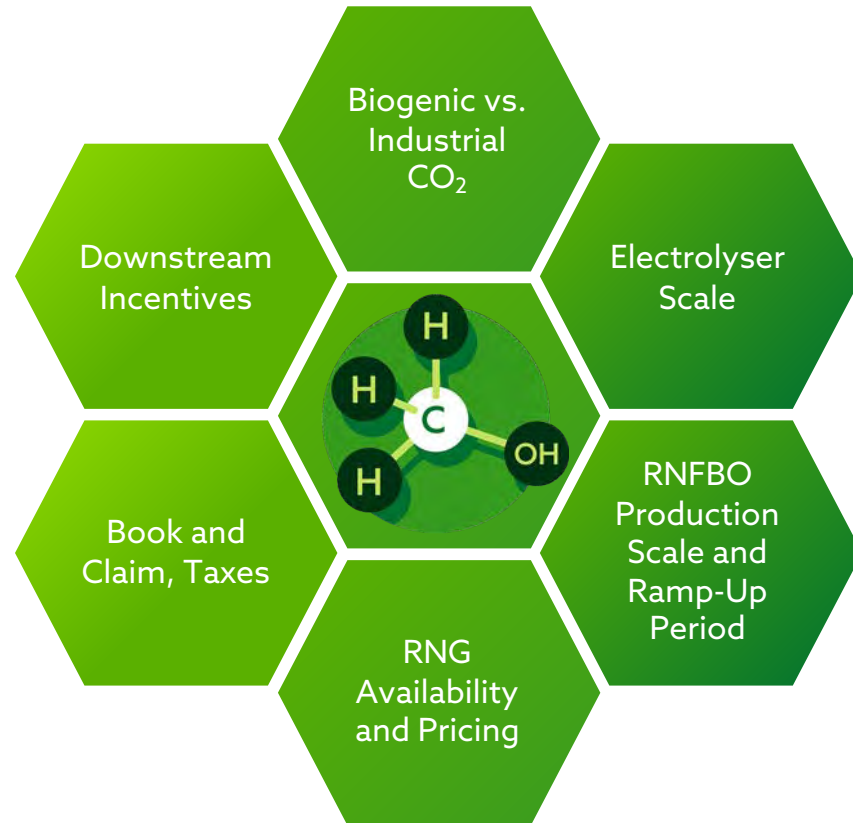 Biogenic vs.
Industrial
CO₂
Downstream
Incentives
Electrolyser
Scale
H
H
C
H
OH
Book and
Claim, Taxes
RNFBO
Production
Scale and
Ramp-Up
Period
RNG
Availability
and Pricing